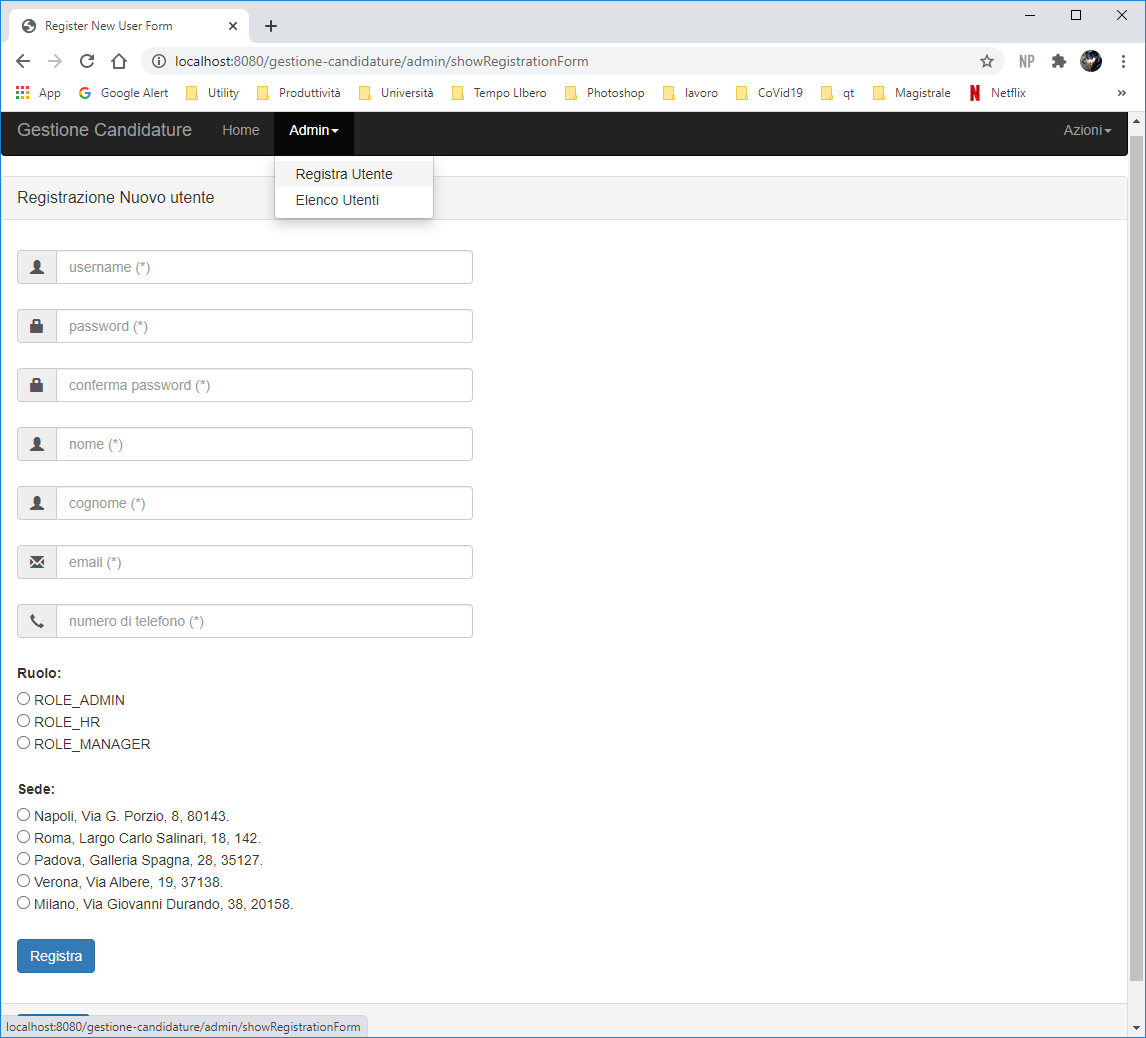 Register New User Form
localhost:8080/gestione-candidature/admin/showRegistrationForm
NP
App Google Alert Utility Produttività Università Tempo LIbero Photoshop lavoro CoVid19 qt Magistrale Netflix »
Gestione Candidature Home Admin Azioni
Registra Utente
Elenco Utenti
Registrazione Nuovo utente
username (*)
password (*)
conferma password (*)
nome (*)
cognome (*)
email (*)
numero di telefono (*)
Ruolo:
ROLE_ADMIN
ROLE_HR
ROLE_MANAGER
Sede:
Napoli, Via G. Porzio, 8, 80143.
Roma, Largo Carlo Salinari, 18, 142.
Padova, Galleria Spagna, 28, 35127.
Verona, Via Albere, 19, 37138.
Milano, Via Giovanni Durando, 38, 20158.
Registra
localhost:8080/gestione-candidature/admin/showRegistrationForm